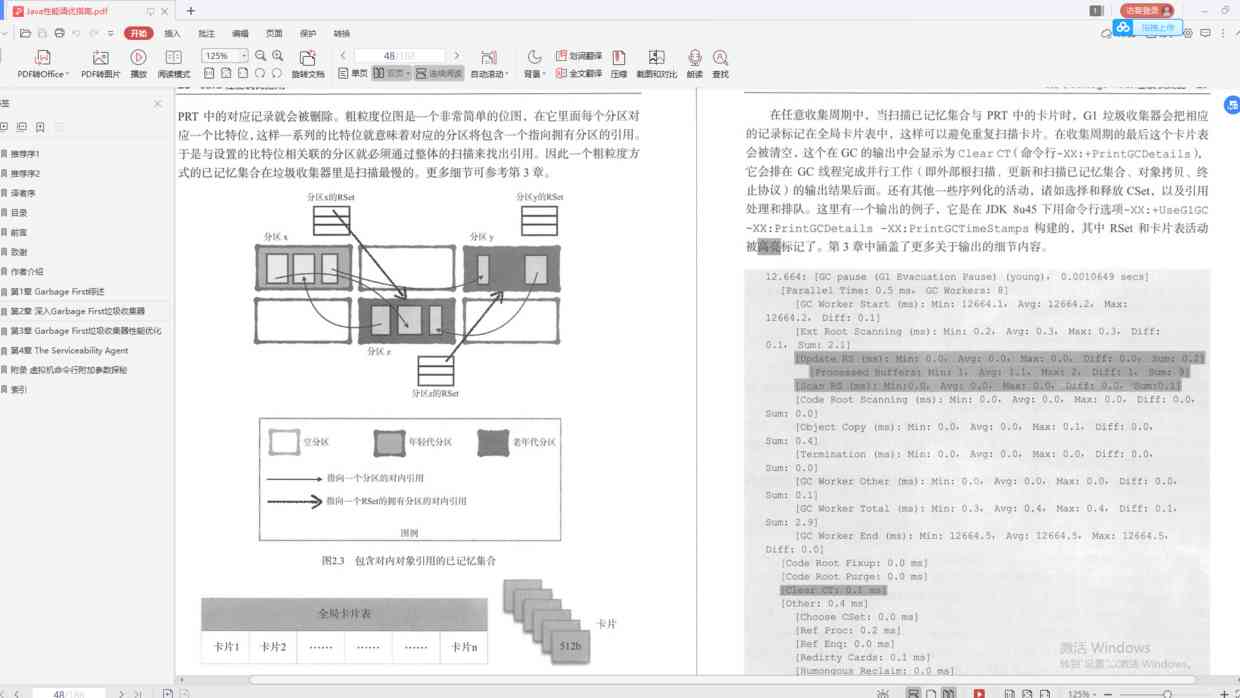 Java性能调优指南.pdf
1
访客登录
拖拽上传
开始 插入 批注 编辑 页面 保护 转换
125%
48/186
PDF转Office PDF转图片 播放 阅读模式 旋转文档 单页 双页 连续阅读 自动滚动 背景 划词翻译 全文翻译 压缩 截图和对比 朗读 查找
推荐序1
推荐序2
译者序
目录
前言
致谢
作者介绍
第1章 Garbage First综述
第2章 深入Garbage First垃圾收集器
第3章 Garbage First垃圾收集器性能优化
第4章 The Serviceability Agent
附录 虚拟机命令行附加参数探秘
索引
PRT 中的对应记录就会被删除。粗粒度位图是一个非常简单的位图，在它里面每个分区对
应一个比特位，这样一系列的比特位就意味着对应的分区将包含一个指向拥有分区的引用。
于是与设置的比特位相关联的分区就必须通过整体的扫描来找出引用。因此一个粗粒度方
式的已记忆集合在垃圾收集器里是扫描最慢的。更多细节可参考第 3 章。
分区x的RSet 分区y的RSet
分区 x 分区 y
分区 z
分区z的RSet
空分区 年轻代分区 老年代分区
指向一个分区的对内引用
指向一个RSet的拥有分区的对内引用
图例
图2.3 包含对内对象引用的已记忆集合
全局卡片表
卡片1 卡片2 …… …… …… 卡片n
卡片
512b
在任意收集周期中，当扫描已记忆集合与 PRT 中的卡片时，G1 垃圾收集器会把相应
的记录标记在全局卡片表中，这样可以避免重复扫描卡片。在收集周期的最后这个卡片表
会被清空，这个在 GC 的输出中会显示为 Clear CT（命令行-XX:+PrintGCDetails），
它会排在 GC 线程完成并行工作（即外部根扫描、更新和扫描已记忆集合、对象拷贝、终
止协议）的输出结果后面。还有其他一些序列化的活动，诸如选择和释放 CSet，以及引用
处理和排队。这里有一个输出的例子，它是在 JDK 8u45 下用命令行选项-XX:+UseG1GC
-XX:PrintGCDetails -XX:PrintGCTimeStamps 构建的，其中 RSet 和卡片表活动
被高亮标记了。第 3 章中涵盖了更多关于输出的细节内容。
12.664: [GC pause (G1 Evacuation Pause) (young), 0.0010649 secs]
[Parallel Time: 0.5 ms, GC Workers: 8]
[GC Worker Start (ms): Min: 12664.1, Avg: 12664.2, Max:
12664.2, Diff: 0.1]
[Ext Root Scanning (ms): Min: 0.2, Avg: 0.3, Max: 0.3, Diff:
0.1, Sum: 2.1]
[Update RS (ms): Min: 0.0, Avg: 0.0, Max: 0.0, Diff: 0.0, Sum: 0.2]
[Processed Buffers: Min: 1, Avg: 1.1, Max: 2, Diff: 1, Sum: 9]
[Scan RS (ms): Min:0.0, Avg: 0.0, Max: 0.0, Diff: 0.0, Sum:0.1]
[Code Root Scanning (ms): Min: 0.0, Avg: 0.0, Max: 0.0, Diff: 0.0,
Sum: 0.0]
[Object Copy (ms): Min: 0.0, Avg: 0.0, Max: 0.1, Diff: 0.0,
Sum: 0.4]
[Termination (ms): Min: 0.0, Avg: 0.0, Max: 0.0, Diff: 0.0,
Sum: 0.0]
[GC Worker Other (ms): Min: 0.0, Avg: 0.0, Max: 0.0, Diff: 0.0,
Sum: 0.1]
[GC Worker Total (ms): Min: 0.3, Avg: 0.4, Max: 0.4, Diff: 0.1,
Sum: 2.9]
[GC Worker End (ms): Min: 12664.5, Avg: 12664.5, Max: 12664.5,
Diff: 0.0]
[Code Root Fixup: 0.0 ms]
[Code Root Purge: 0.0 ms]
[Clear CT: 0.1 ms]
[Other: 0.4 ms]
[Choose CSet: 0.0 ms]
[Ref Proc: 0.2 ms]
[Ref Enq: 0.0 ms]
[Redirty Cards: 0.1 ms]
[Humongous Reclaim: 0.0 ms]
激活 Windows
转到"设置"以激活 Windows。
48/186
125%